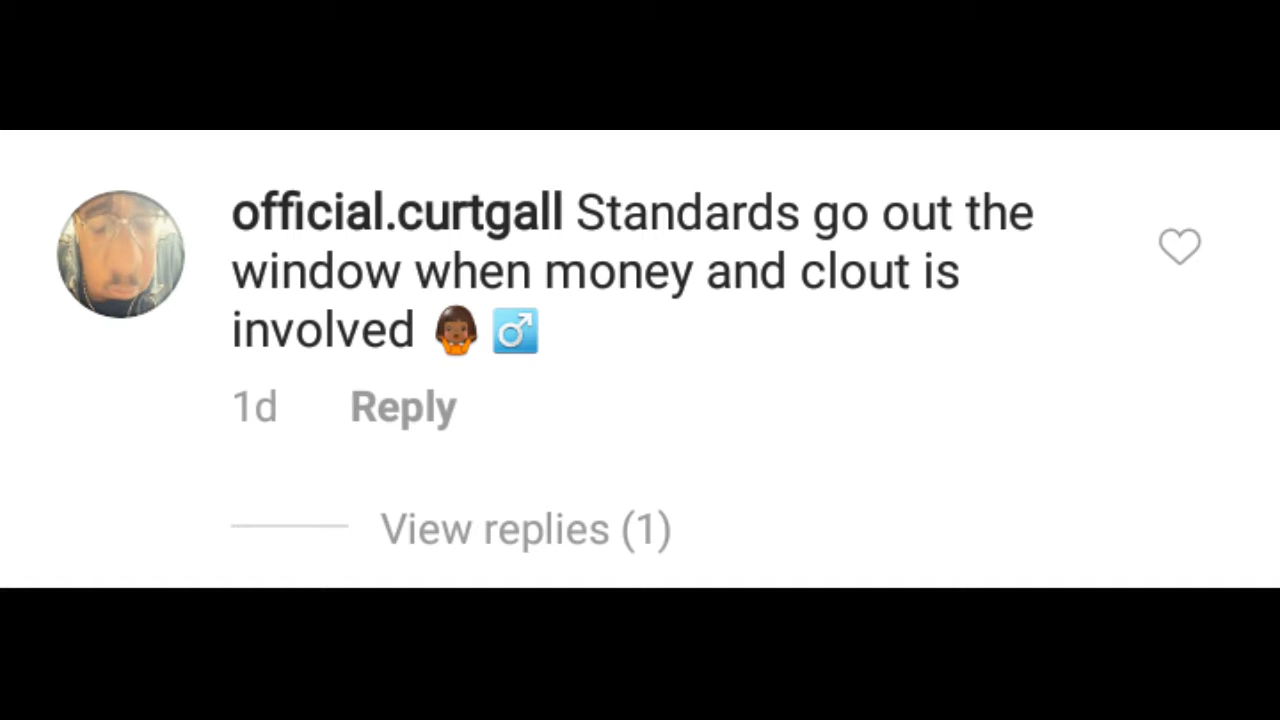 official.curtgall Standards go out the
window when money and clout is
involved 🤷🏾‍♂
1d Reply
View replies (1)